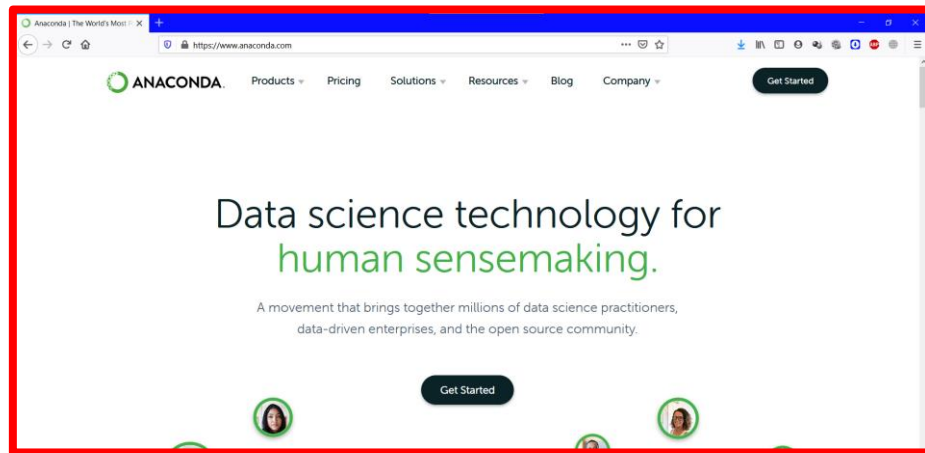 Anaconda | The World's Most
https://www.anaconda.com
ANACONDA.
Products
Pricing
Solutions
Resources
Blog
Company
Get Started
Data science technology for
human sensemaking.
A movement that brings together millions of data science practitioners,
data-driven enterprises, and the open source community.
Get Started